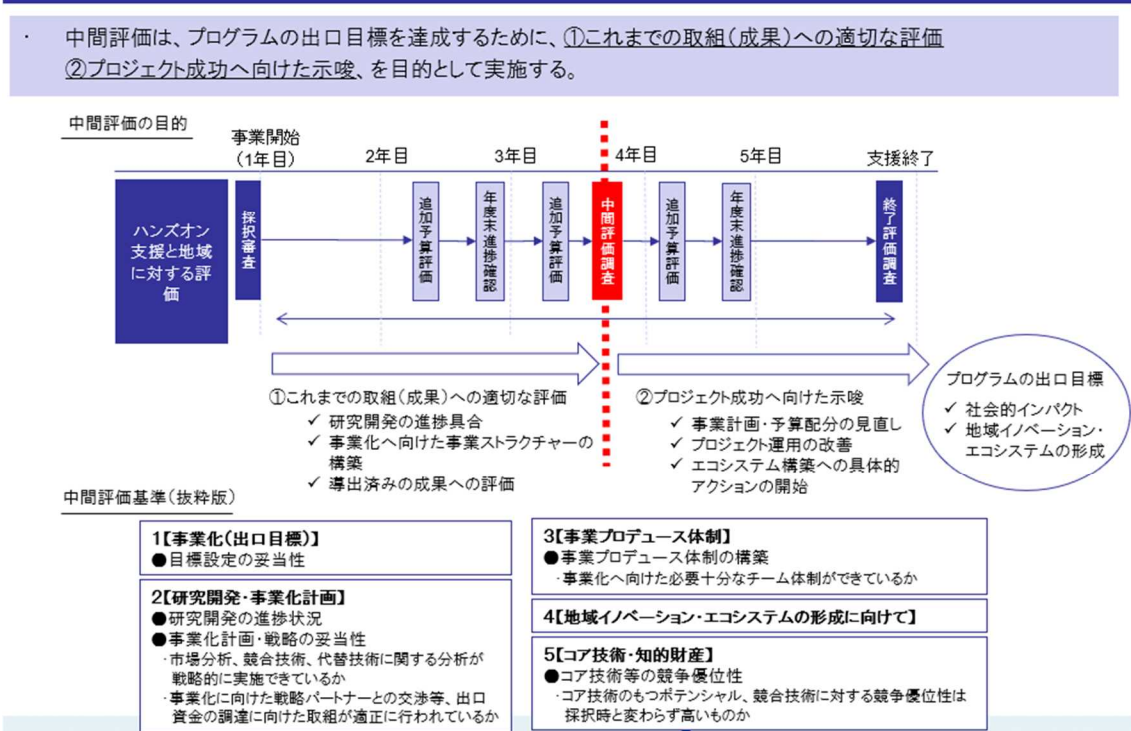 ・ 中間評価は、プログラムの出口目標を達成するために、①これまでの取組(成果)への適切な評価
②プロジェクト成功へ向けた示唆、を目的として実施する。
中間評価の目的
事業開始
(1年目)
2年目
3年目
4年目
5年目
支援終了
ハンズオン
支援と地域
に対する評
価
採択審査
追加予算評価
年度末進捗確認
追加予算評価
中間評価調査
追加予算評価
年度末進捗確認
終了評価調査
①これまでの取組(成果)への適切な評価
✓ 研究開発の進捗具合
✓ 事業化へ向けた事業ストラクチャーの
構築
✓ 導出済みの成果への評価
②プロジェクト成功へ向けた示唆
✓ 事業計画・予算配分の見直し
✓ プロジェクト運用の改善
✓ エコシステム構築への具体的
アクションの開始
プログラムの出口目標
✓ 社会的インパクト
✓ 地域イノベーション・
エコシステムの形成
中間評価基準(抜粋版)
1【事業化(出口目標)】
●目標設定の妥当性
2【研究開発・事業化計画】
●研究開発の進捗状況
●事業化計画・戦略の妥当性
・市場分析、競合技術、代替技術に関する分析が
戦略的に実施できているか
・事業化に向けた戦略パートナーとの交渉等、出口
資金の調達に向けた取組が適正に行われているか
3【事業プロデュース体制】
●事業プロデュース体制の構築
・事業化へ向けた必要十分なチーム体制ができているか
4【地域イノベーション・エコシステムの形成に向けて】
5【コア技術・知的財産】
●コア技術等の競争優位性
・コア技術のもつポテンシャル、競合技術に対する競争優位性は
採択時と変わらず高いものか